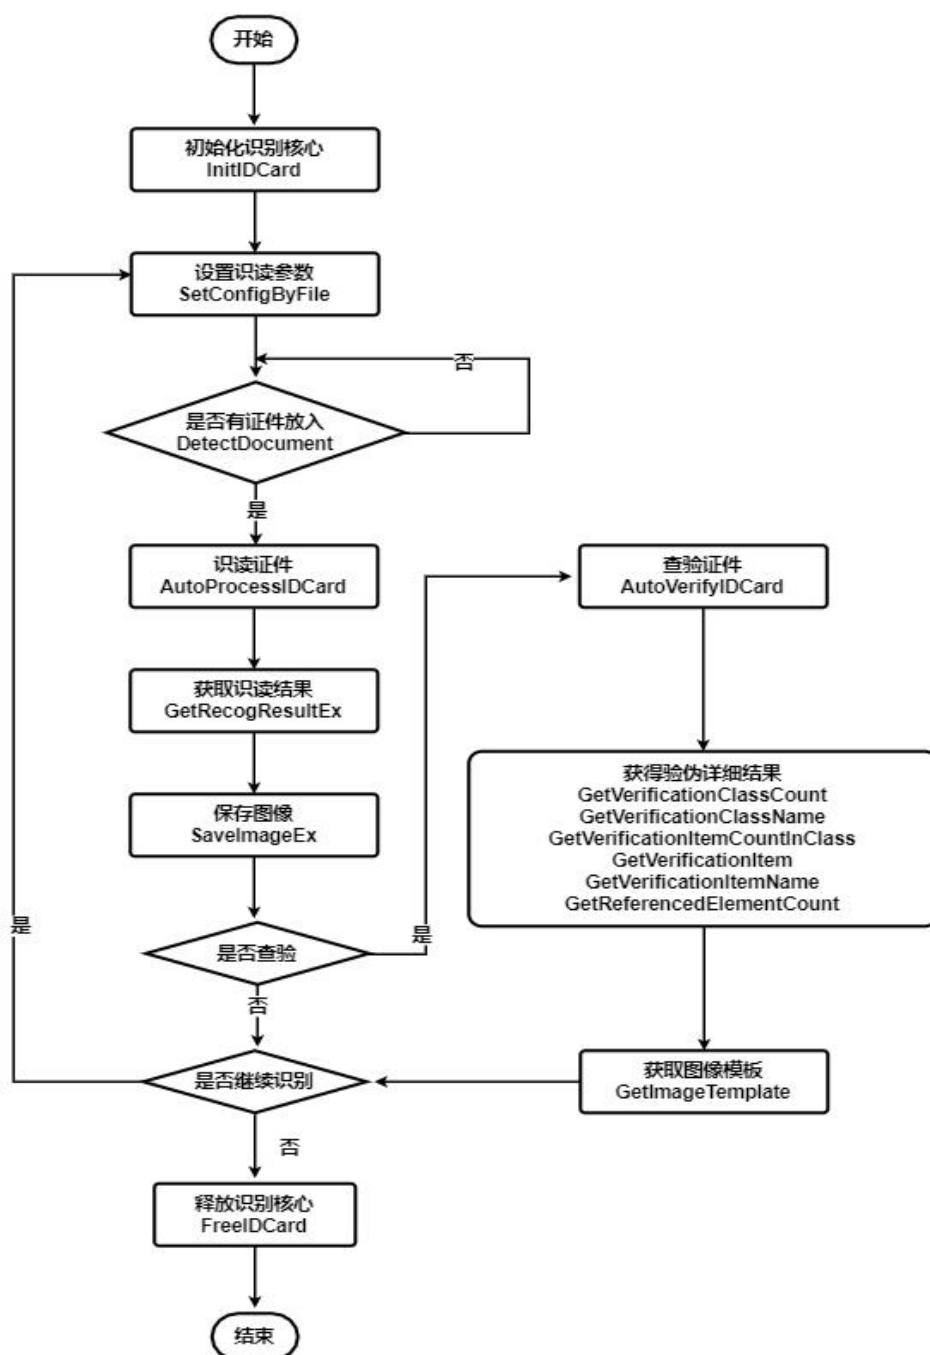 开始
初始化识别核心
InitIDCard
设置识读参数
SetConfigByFile
否
是否有证件放入
DetectDocument
是
识读证件
AutoProcessIDCard
查验证件
AutoVerifyIDCard
获取识读结果
GetRecogResultEx
获得验伪详细结果
GetVerificationClassCount
GetVerificationClassName
GetVerificationItemCountInClass
GetVerificationItem
GetVerificationItemName
GetReferencedElementCount
保存图像
SaveImageEx
是
是
是否查验
否
是否继续识别
获取图像模板
GetImageTemplate
否
释放识别核心
FreeIDCard
结束